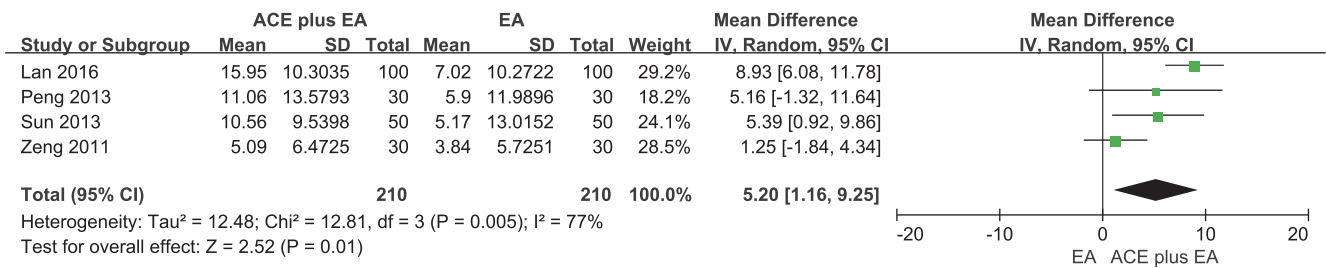 ACE plus EA EA Mean Difference Mean Difference
Study or Subgroup Mean SD Total Mean SD Total Weight IV, Random, 95% CI IV, Random, 95% CI
Lan 2016 15.95 10.3035 100 7.02 10.2722 100 29.2% 8.93 [6.08, 11.78]
Peng 2013 11.06 13.5793 30 5.9 11.9896 30 18.2% 5.16 [-1.32, 11.64]
Sun 2013 10.56 9.5398 50 5.17 13.0152 50 24.1% 5.39 [0.92, 9.86]
Zeng 2011 5.09 6.4725 30 3.84 5.7251 30 28.5% 1.25 [-1.84, 4.34]
Total (95% CI) 210 210 100.0% 5.20 [1.16, 9.25]
Heterogeneity: Tau² = 12.48; Chi² = 12.81, df = 3 (P = 0.005); I² = 77%
Test for overall effect: Z = 2.52 (P = 0.01)
-20 -10 0 10 20
EA ACE plus EA